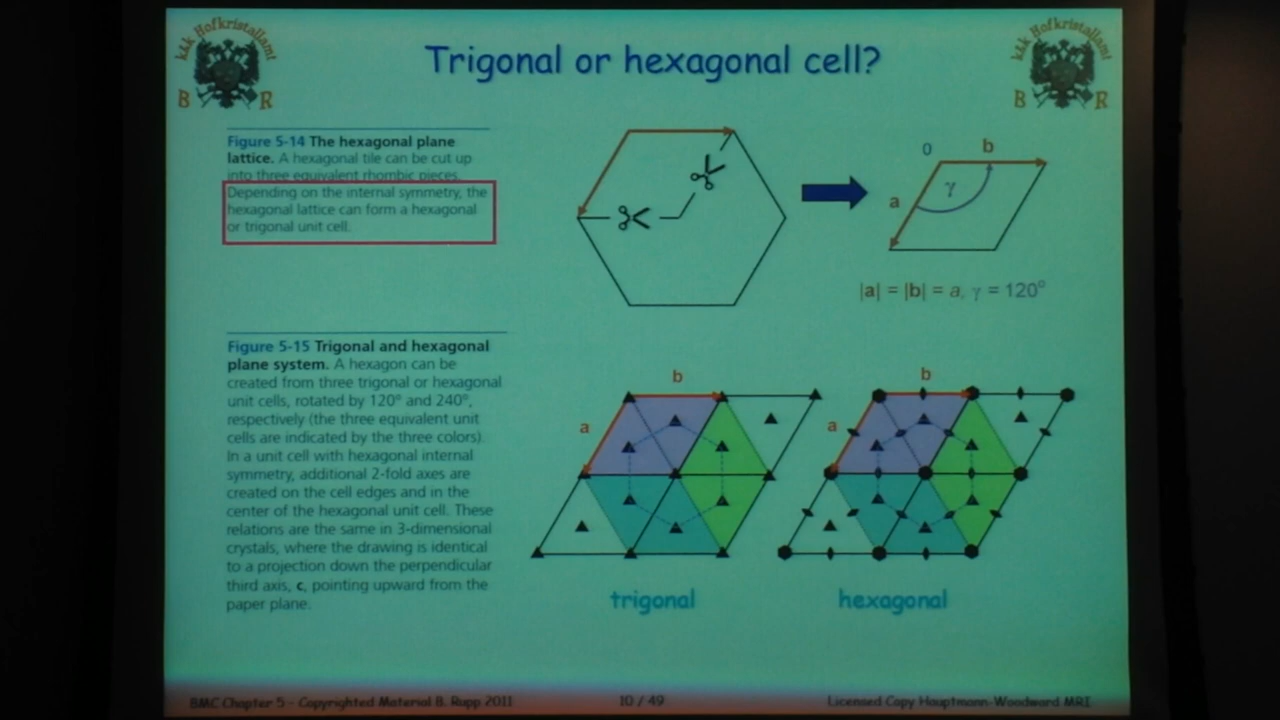 kkk Hofkristallamt
B R
Trigonal or hexagonal cell?
kkk Hofkristallamt
B R
Figure 5-14 The hexagonal plane
lattice. A hexagonal tile can be cut up
into three equivalent rhombic pieces.
Depending on the internal symmetry, the
hexagonal lattice can form a hexagonal
or trigonal unit cell.
0 b
a γ
|a| = |b| = a, γ = 120°
Figure 5-15 Trigonal and hexagonal
plane system. A hexagon can be
created from three trigonal or hexagonal
unit cells, rotated by 120° and 240°,
respectively (the three equivalent unit
cells are indicated by the three colors).
In a unit cell with hexagonal internal
symmetry, additional 2-fold axes are
created on the cell edges and in the
center of the hexagonal unit cell. These
relations are the same in 3-dimensional
crystals, where the drawing is identical
to a projection down the perpendicular
third axis, c, pointing upward from the
paper plane.
b
a
b
a
trigonal
hexagonal
BMC Chapter 5 - Copyrighted Material B. Rupp 2011
10 / 49
Licensed Copy Hauptmann-Woodward MRI